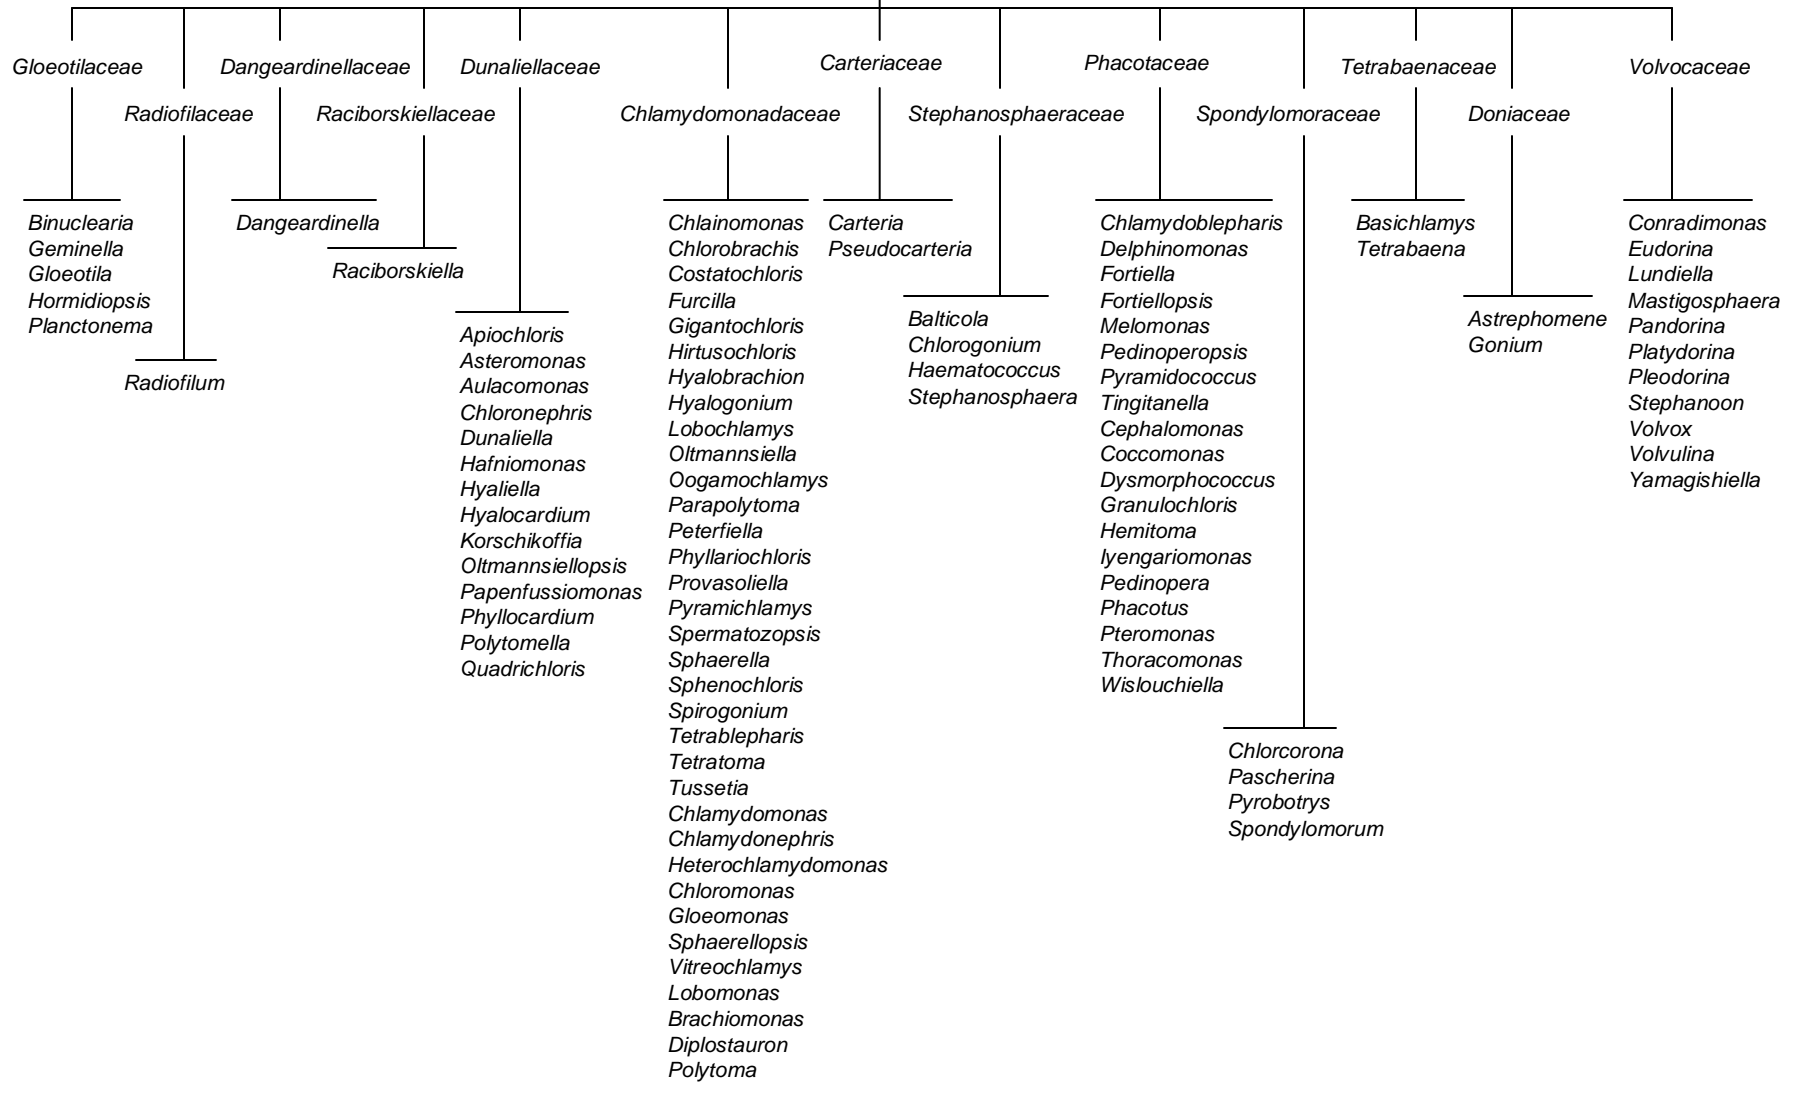 Gloeotilaceae
Radiofilaceae
Dangeardinellaceae
Raciborskiellaceae
Dunaliellaceae
Chlamydomonadaceae
Carteriaceae
Stephanosphaeraceae
Phacotaceae
Spondylomoraceae
Tetrabaenaceae
Doniaceae
Volvocaceae
Binuclearia
Geminella
Gloeotila
Hormidiopsis
Planctonema
Radiofilum
Dangeardinella
Raciborskiella
Apiochloris
Asteromonas
Aulacomonas
Chloronephris
Dunaliella
Hafniomonas
Hyaliella
Hyalocardium
Korschikoffia
Oltmannsiellopsis
Papenfussiomonas
Phyllocardium
Polytomella
Quadrichloris
Chlainomonas
Chlorobrachis
Costatochloris
Furcilla
Gigantochloris
Hirtusochloris
Hyalobrachion
Hyalogonium
Lobochlamys
Oltmannsiella
Oogamochlamys
Parapolytoma
Peterfiella
Phyllariochloris
Provasoliella
Pyramichlamys
Spermatozopsis
Sphaerella
Sphenochloris
Spirogonium
Tetrablepharis
Tetratoma
Tussetia
Chlamydomonas
Chlamydonephris
Heterochlamydomonas
Chloromonas
Gloeomonas
Sphaerellopsis
Vitreochlamys
Lobomonas
Brachiomonas
Diplostauron
Polytoma
Carteria
Pseudocarteria
Balticola
Chlorogonium
Haematococcus
Stephanosphaera
Chlamydoblepharis
Delphinomonas
Fortiella
Fortiellopsis
Melomonas
Pedinoperopsis
Pyramidococcus
Tingitanella
Cephalomonas
Coccomonas
Dysmorphococcus
Granulochloris
Hemitoma
Iyengariomonas
Pedinopera
Phacotus
Pteromonas
Thoracomonas
Wislouchiella
Chlorcorona
Pascherina
Pyrobotrys
Spondylomorum
Basichlamys
Tetrabaena
Astrephomene
Gonium
Conradimonas
Eudorina
Lundiella
Mastigosphaera
Pandorina
Platydorina
Pleodorina
Stephanoon
Volvox
Volvulina
Yamagishiella